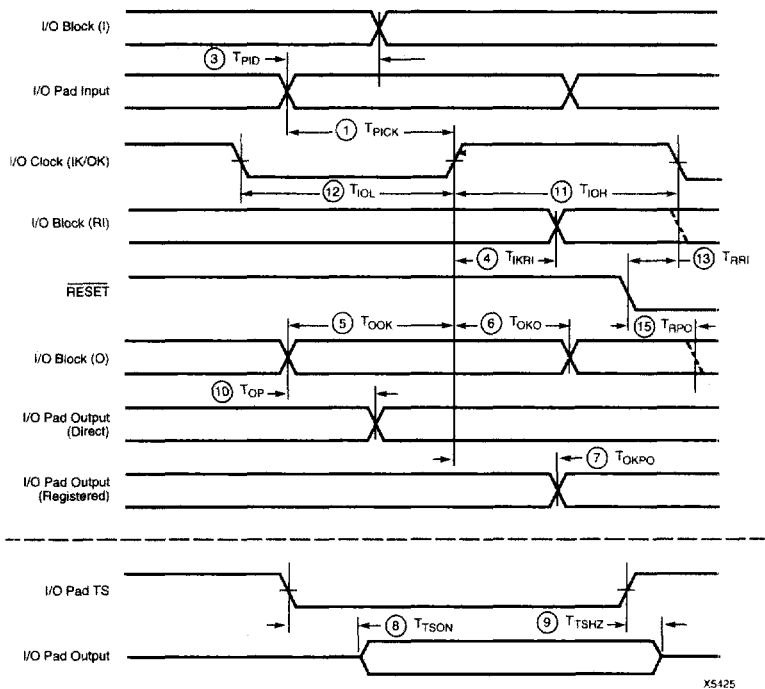 I/O Block (I)
③ TPID
I/O Pad Input
① TPICK
I/O Clock (IK/OK)
⑫ TIOL
⑪ TIOH
I/O Block (RI)
④ TIKRI
⑬ TRRI
RESET
⑤ TOOK
⑥ TOKO
⑮ TRPO
I/O Block (O)
⑩ TOP
I/O Pad Output
(Direct)
⑦ TOKPO
I/O Pad Output
(Registered)
I/O Pad TS
⑧ TTSON
⑨ TTSHZ
I/O Pad Output
X5425